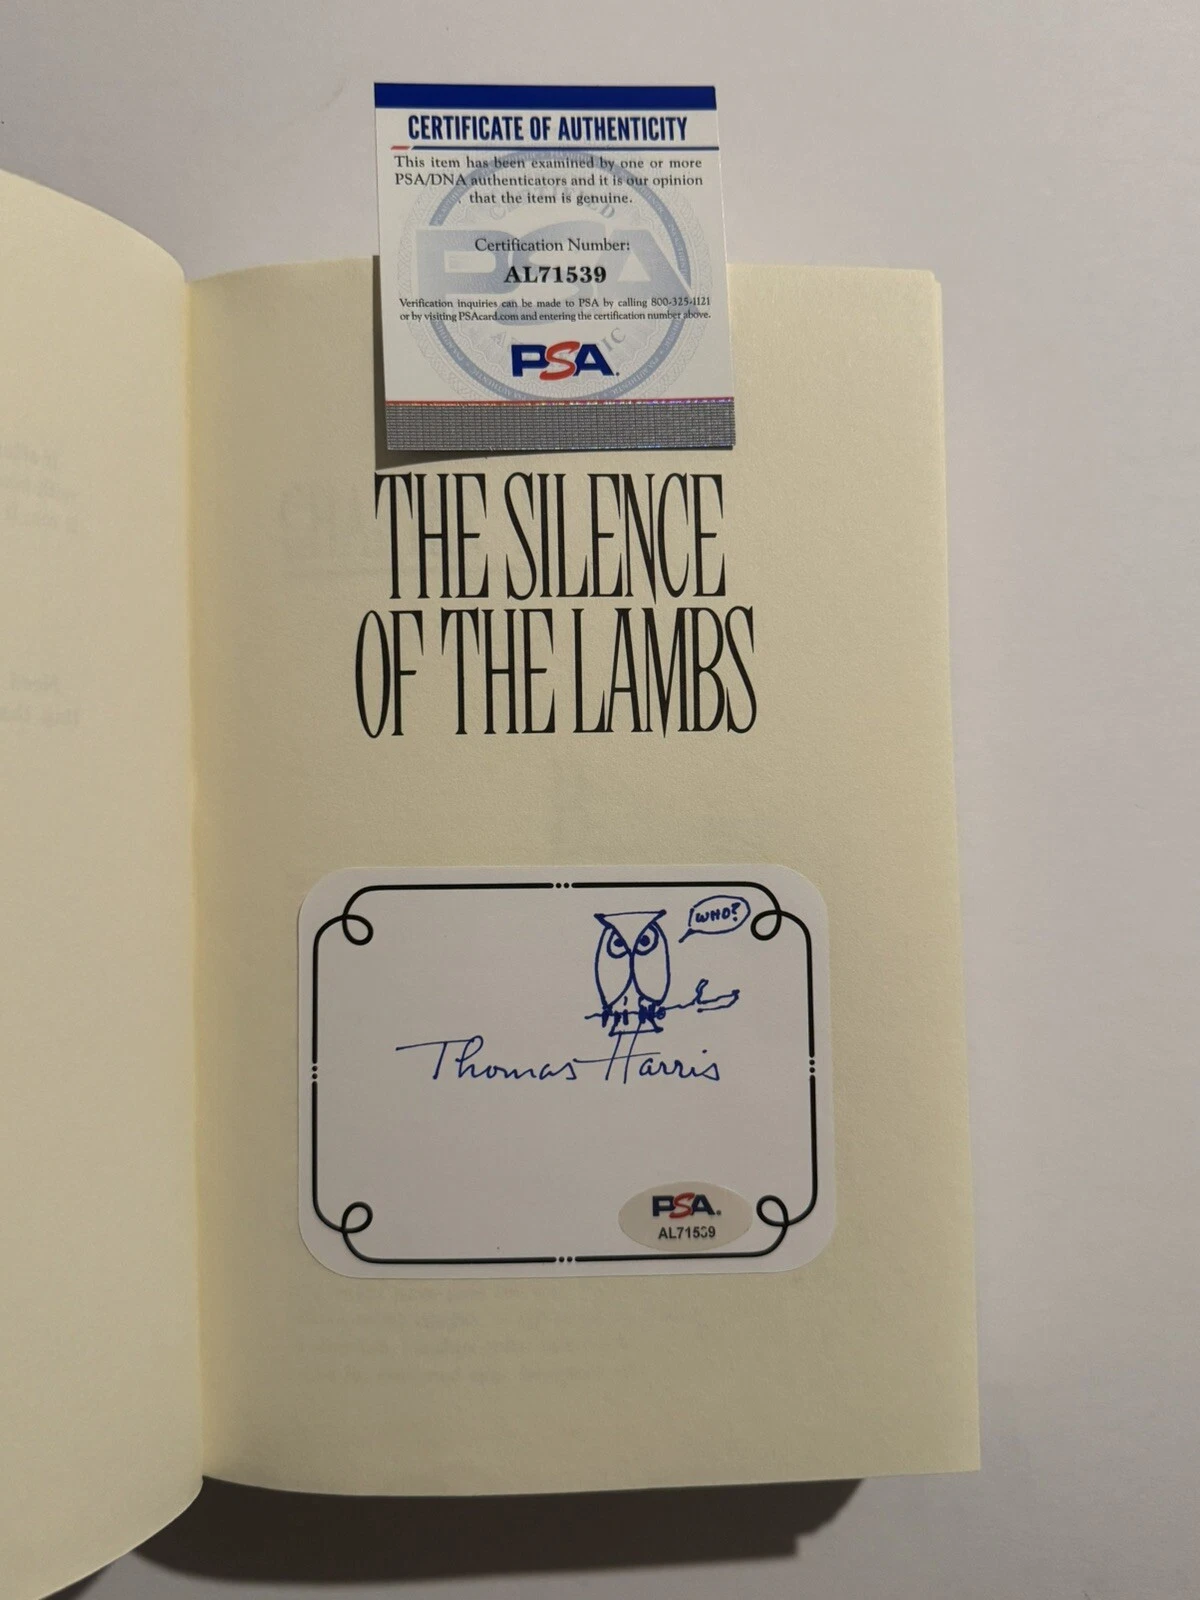 CERTIFICATE OF AUTHENTICITY
This item has been examined by one or more
PSA/DNA authenticators and it is our opinion
that the item is genuine.
Certification Number:
AL71539
Verification inquiries can be made to PSA by calling 800-325-1121
or by visiting PSAcard.com and entering the certification number above.
PSA.
THE SILENCE
OF THE LAMBS
WHO?
Thomas Harris
PSA.
AL71539